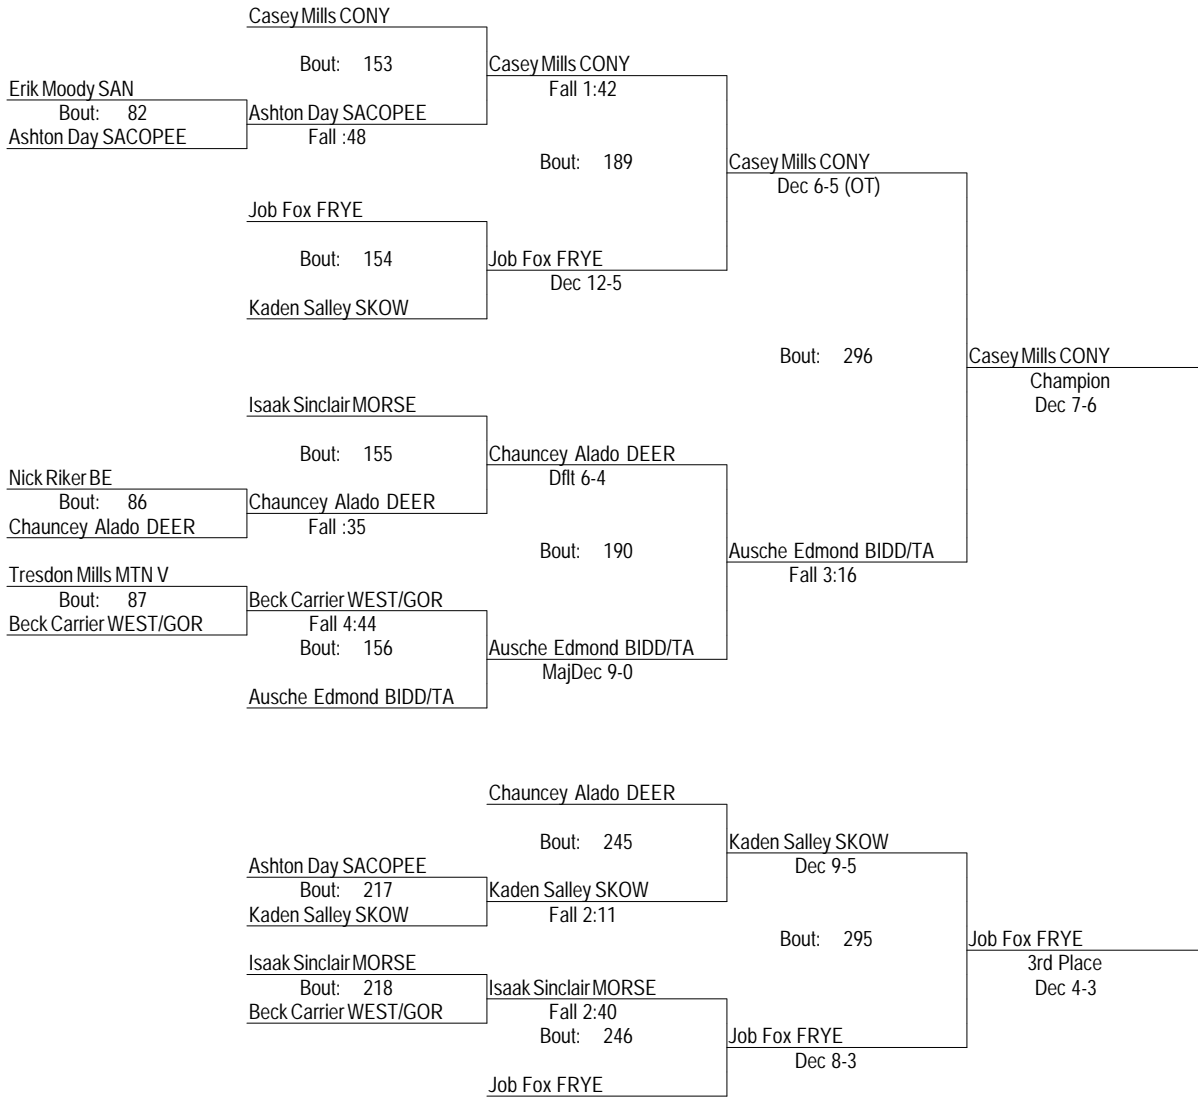 Casey Mills CONY
Bout: 153
Casey Mills CONY
Erik Moody SAN
Fall 1:42
Bout: 82
Ashton Day SACOPEE
Ashton Day SACOPEE
Fall :48
Bout: 189
Casey Mills CONY
Dec 6-5 (OT)
Job Fox FRYE
Bout: 154
Job Fox FRYE
Dec 12-5
Kaden Salley SKOW
Bout: 296
Casey Mills CONY
Champion
Dec 7-6
Isaak Sinclair MORSE
Bout: 155
Chauncey Alado DEER
Nick Riker BE
Dflt 6-4
Bout: 86
Chauncey Alado DEER
Chauncey Alado DEER
Fall :35
Bout: 190
Ausche Edmond BIDD/TA
Tresdon Mills MTN V
Fall 3:16
Bout: 87
Beck Carrier WEST/GOR
Beck Carrier WEST/GOR
Fall 4:44
Bout: 156
Ausche Edmond BIDD/TA
MajDec 9-0
Ausche Edmond BIDD/TA
Chauncey Alado DEER
Bout: 245
Kaden Salley SKOW
Ashton Day SACOPEE
Dec 9-5
Bout: 217
Kaden Salley SKOW
Kaden Salley SKOW
Fall 2:11
Bout: 295
Job Fox FRYE
Isaak Sinclair MORSE
3rd Place
Bout: 218
Isaak Sinclair MORSE
Dec 4-3
Beck Carrier WEST/GOR
Fall 2:40
Bout: 246
Job Fox FRYE
Dec 8-3
Job Fox FRYE